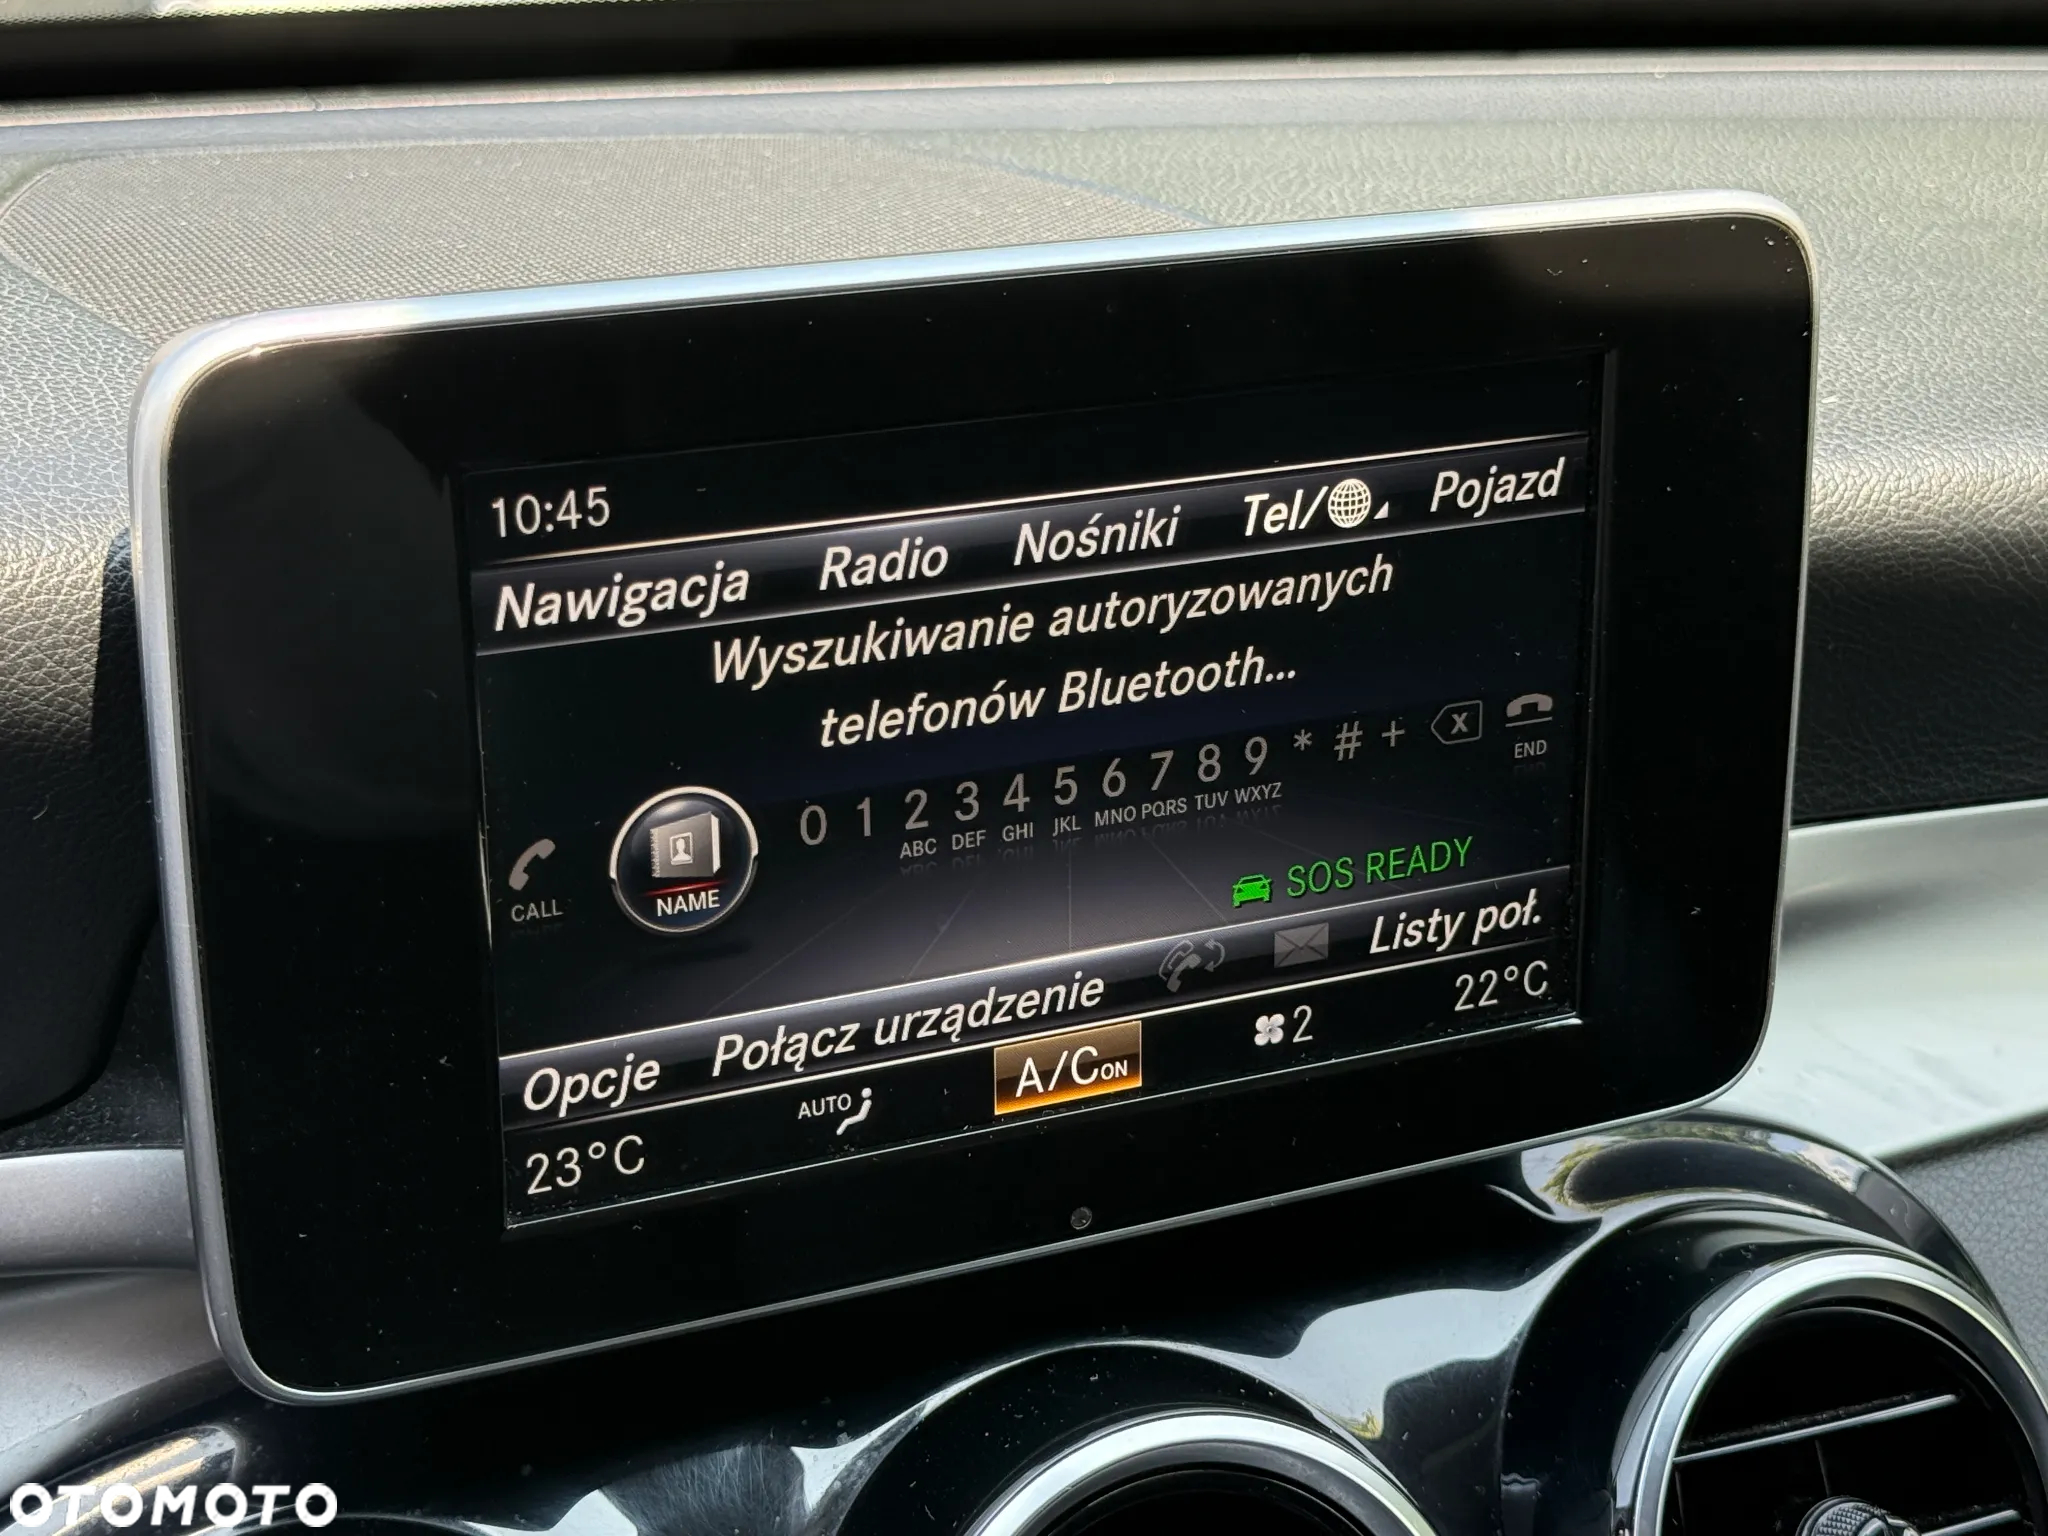 10:45
Nawigacja Radio Nośniki Tel/ Pojazd
Wyszukiwanie autoryzowanych
telefonów Bluetooth...
0 1 2 3 4 5 6 7 8 9 * # + x
ABC DEF GHI JKL MNO PQRS TUV WXYZ
END
CALL
NAME
SOS READY
Opcje Połącz urządzenie Listy poł.
23°C AUTO A/C ON 2 22°C
OTOMOTO